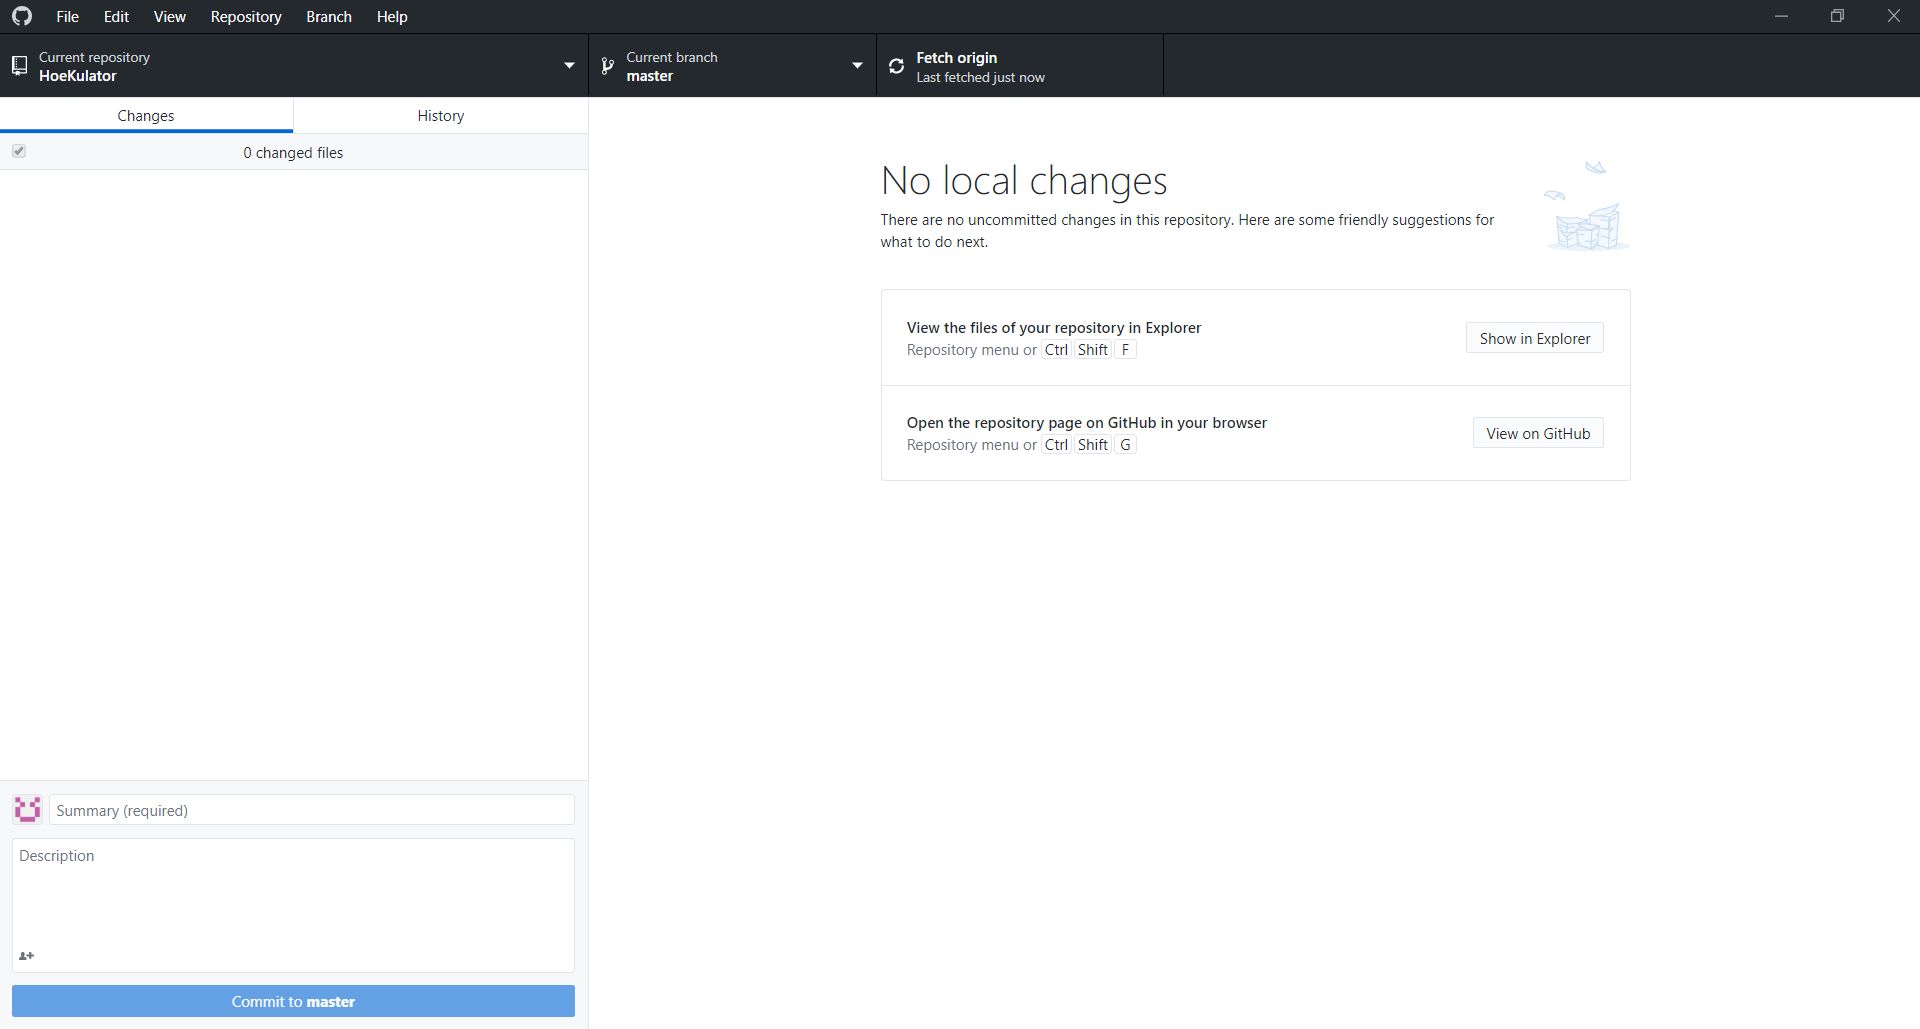 File Edit View Repository Branch Help
Current repository
HoeKulator
Current branch
master
Fetch origin
Last fetched just now
Changes
History
0 changed files
No local changes
There are no uncommitted changes in this repository. Here are some friendly suggestions for
what to do next.
View the files of your repository in Explorer
Repository menu or Ctrl Shift F
Show in Explorer
Open the repository page on GitHub in your browser
Repository menu or Ctrl Shift G
View on GitHub
Summary (required)
Description
Commit to master